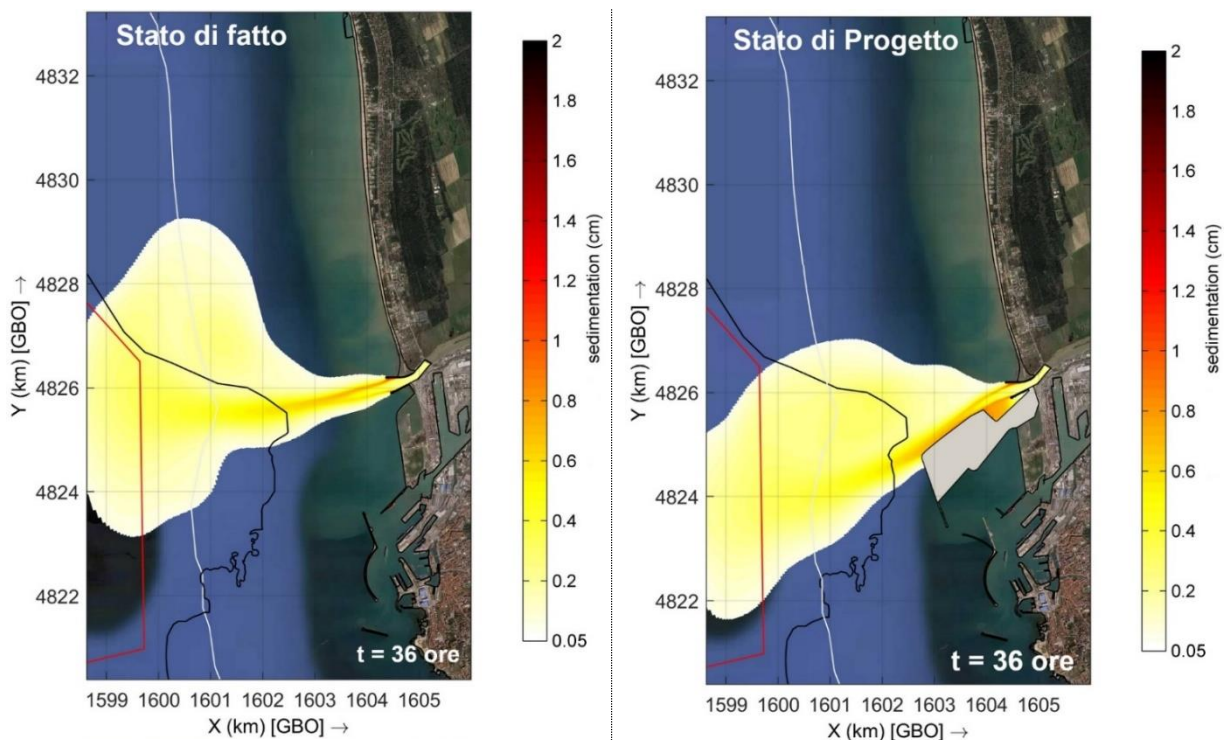 Stato di fatto
4832
4830
4828
4826
4824
4822
Y (km) [GBO] →
1599 1600 1601 1602 1603 1604 1605
X (km) [GBO] →
t = 36 ore
2
1.8
1.6
1.4
1.2
1
0.8
0.6
0.4
0.2
0.05
sedimentation (cm)
Stato di Progetto
4832
4830
4828
4826
4824
4822
Y (km) [GBO] →
1599 1600 1601 1602 1603 1604 1605
X (km) [GBO] →
t = 36 ore
2
1.8
1.6
1.4
1.2
1
0.8
0.6
0.4
0.2
0.05
sedimentation (cm)